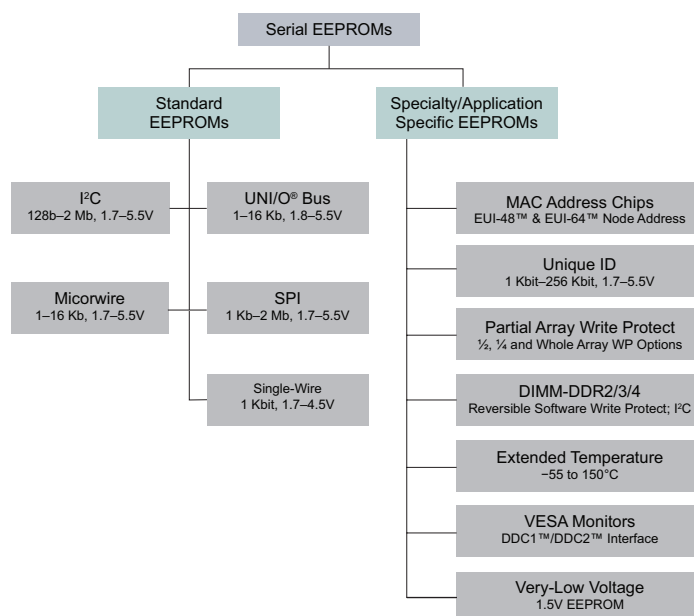 Serial EEPROMs
Standard
EEPROMs
Specialty/Application
Specific EEPROMs
I²C
128b–2 Mb, 1.7–5.5V
UNI/O® Bus
1–16 Kb, 1.8–5.5V
Micorwire
1–16 Kb, 1.7–5.5V
SPI
1 Kb–2 Mb, 1.7–5.5V
Single-Wire
1 Kbit, 1.7–4.5V
MAC Address Chips
EUI-48™ & EUI-64™ Node Address
Unique ID
1 Kbit–256 Kbit, 1.7–5.5V
Partial Array Write Protect
½, ¼ and Whole Array WP Options
DIMM-DDR2/3/4
Reversible Software Write Protect; I²C
Extended Temperature
−55 to 150°C
VESA Monitors
DDC1™/DDC2™ Interface
Very-Low Voltage
1.5V EEPROM